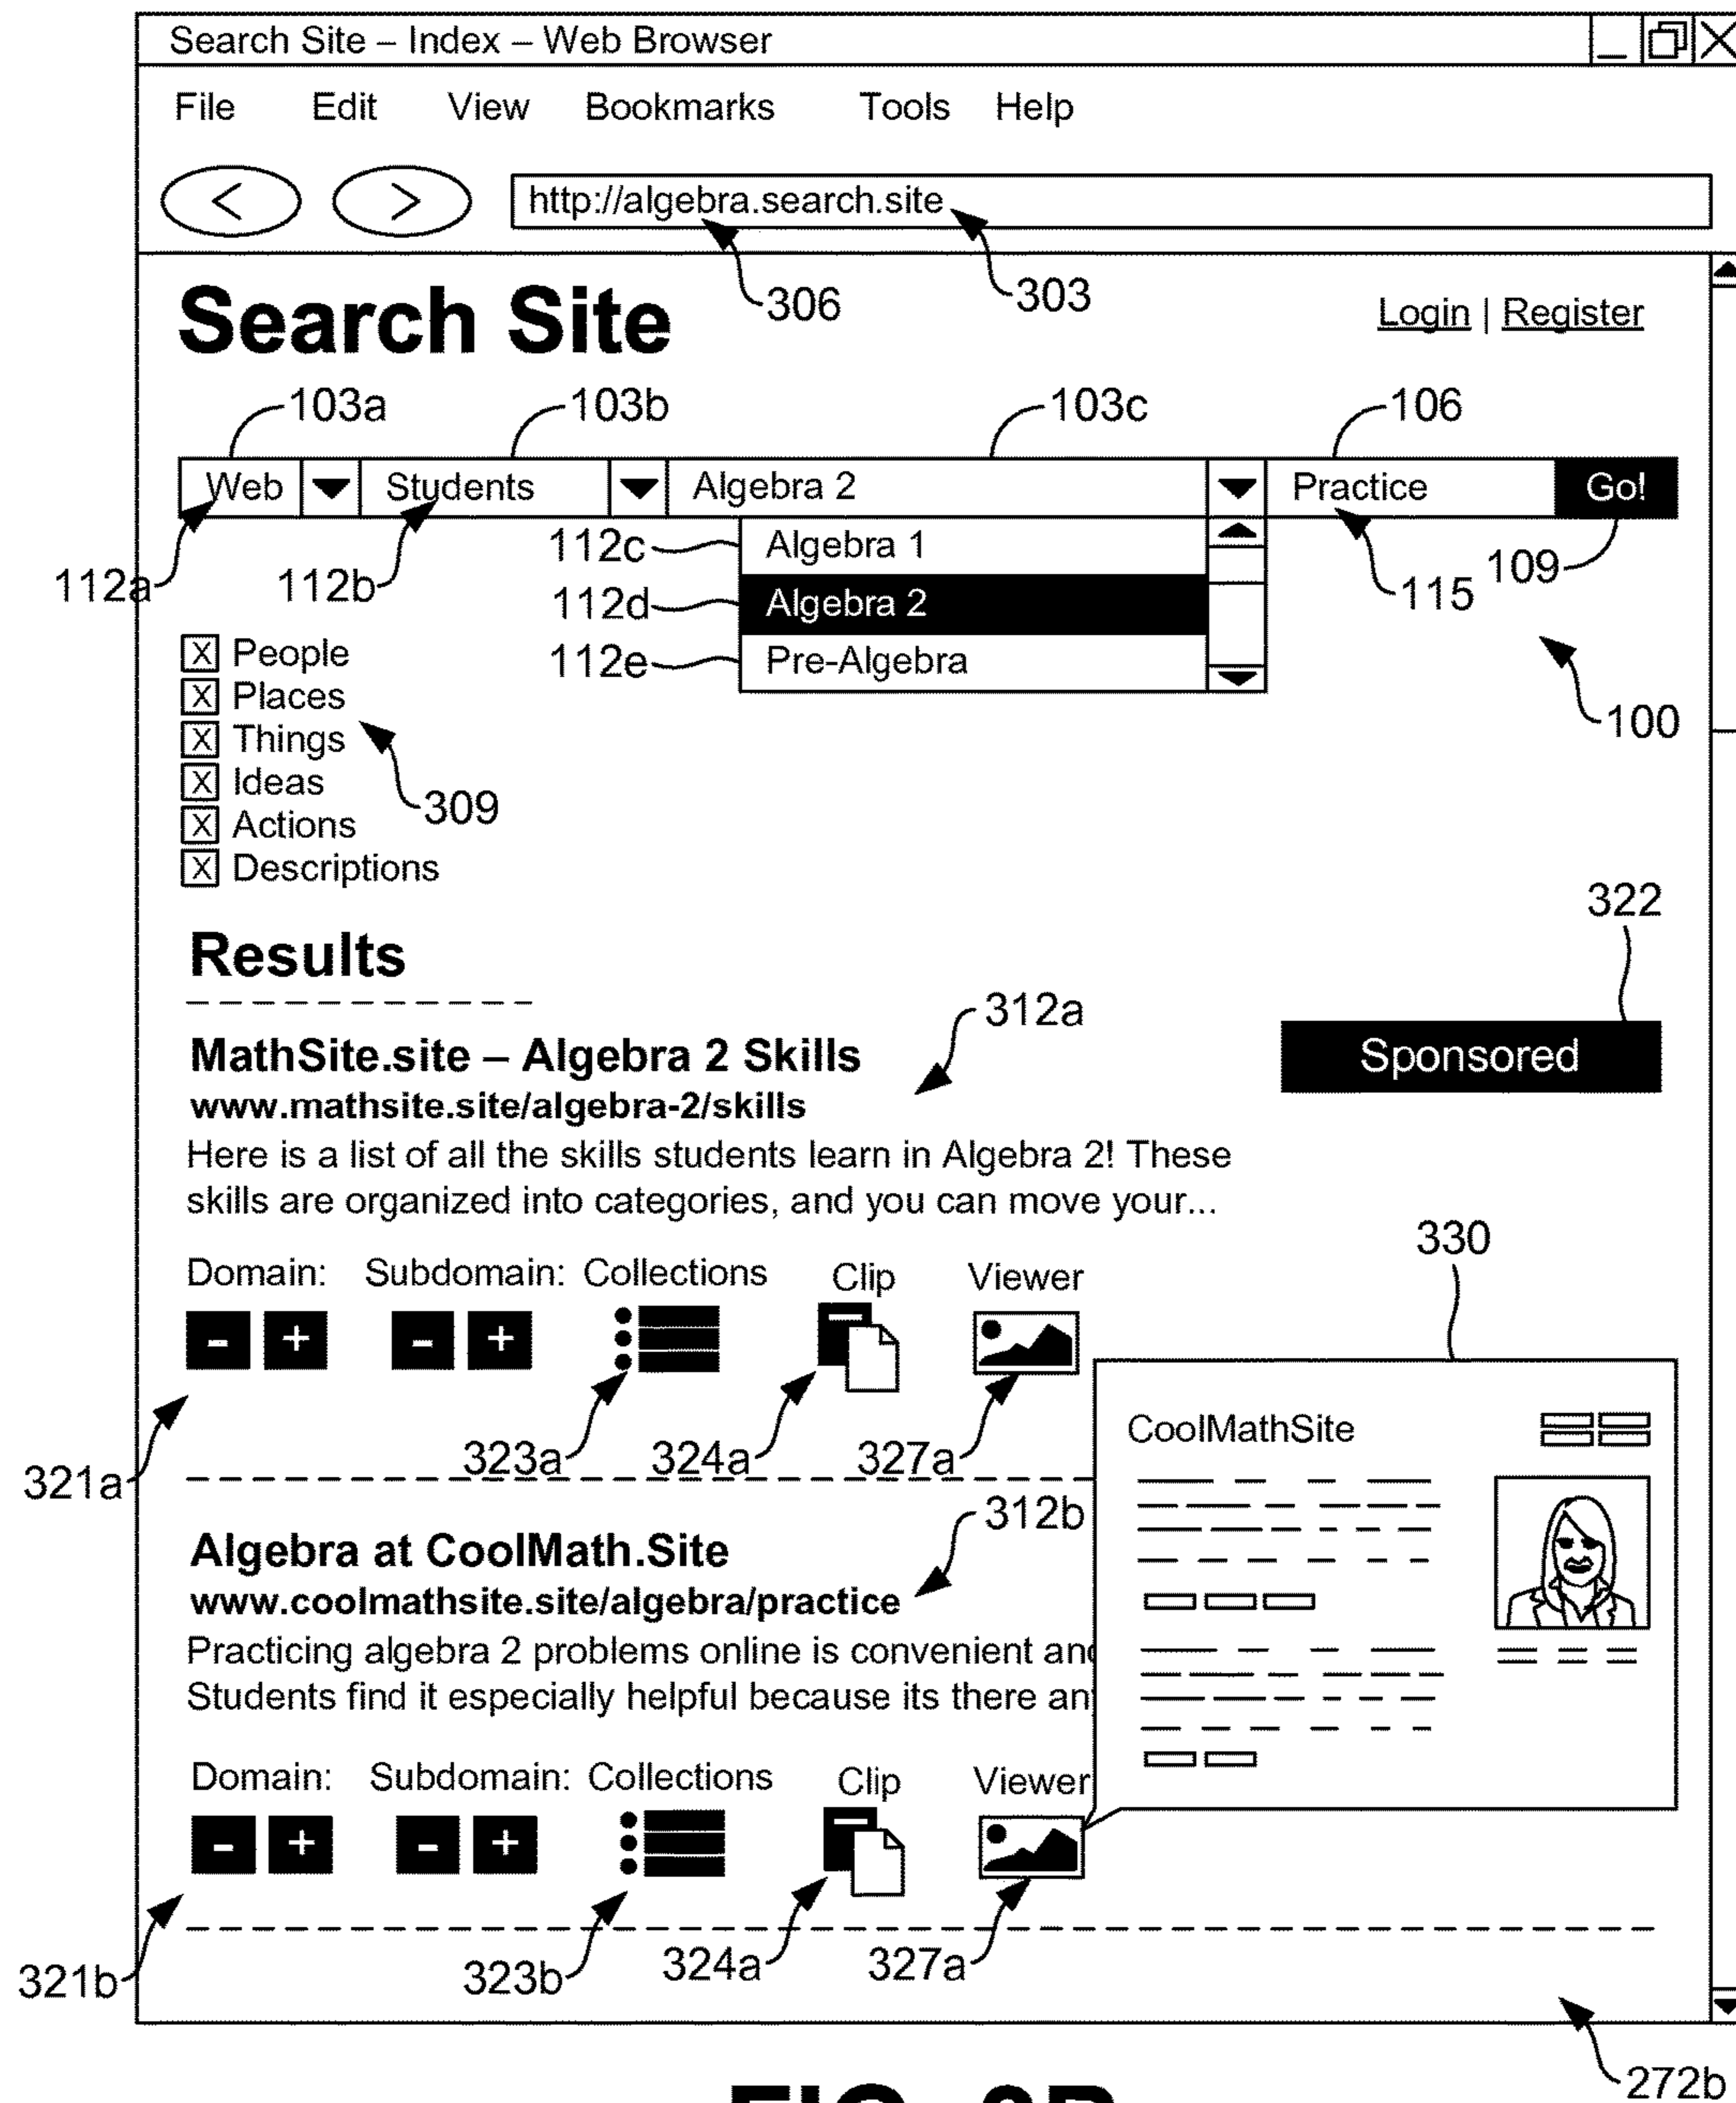 Search Site – Index – Web Browser
File Edit View Bookmarks Tools Help
< > http://algebra.search.site
306 303
Search Site Login | Register
103a 103b 103c 106
Web Students Algebra 2 Practice Go!
112c Algebra 1 109
112a 112b 112d Algebra 2 115
112e Pre-Algebra
X People
X Places
X Things 100
X Ideas 309
X Actions
X Descriptions
322
Results
312a
MathSite.site – Algebra 2 Skills Sponsored
www.mathsite.site/algebra-2/skills
Here is a list of all the skills students learn in Algebra 2! These
skills are organized into categories, and you can move your...
330
Domain: Subdomain: Collections Clip Viewer
- + - +
CoolMathSite
321a 323a 324a 327a
312b
Algebra at CoolMath.Site
www.coolmathsite.site/algebra/practice
Practicing algebra 2 problems online is convenient and
Students find it especially helpful because its there an
Domain: Subdomain: Collections Clip Viewer
- + - +
321b 323b 324a 327a
272b